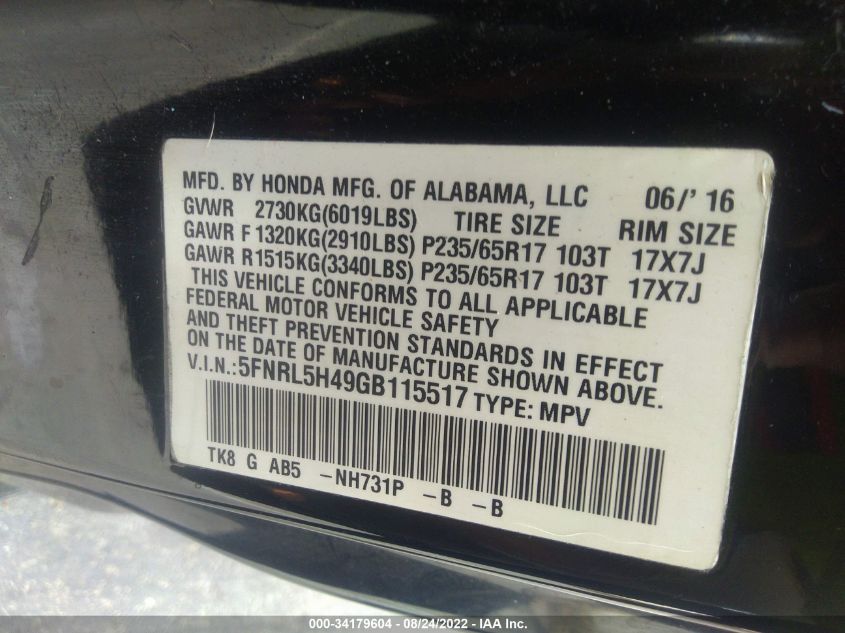 MFD. BY HONDA MFG. OF ALABAMA, LLC 06/' 16
GVWR 2730KG(6019LBS) TIRE SIZE RIM SIZE
GAWR F 1320KG(2910LBS) P235/65R17 103T 17X7J
GAWR R1515KG(3340LBS) P235/65R17 103T 17X7J
THIS VEHICLE CONFORMS TO ALL APPLICABLE
FEDERAL MOTOR VEHICLE SAFETY
AND THEFT PREVENTION STANDARDS IN EFFECT
ON THE DATE OF MANUFACTURE SHOWN ABOVE.
V.I.N.:5FNRL5H49GB115517 TYPE: MPV
TK8 G AB5 -NH731P -B -B
000-34179604 - 08/24/2022 - IAA Inc.